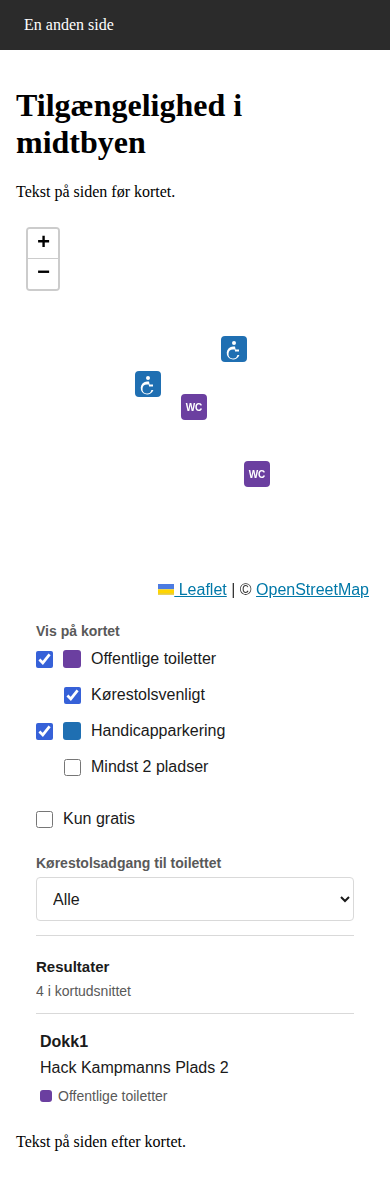 En anden side
Tilgængelighed i
midtbyen
Tekst på siden før kortet.
+
−
WC
WC
Leaflet | © OpenStreetMap
Vis på kortet
Offentlige toiletter
Kørestolsvenligt
Handicapparkering
Mindst 2 pladser
Kun gratis
Kørestolsadgang til toilettet
Alle
Resultater
4 i kortudsnittet
Dokk1
Hack Kampmanns Plads 2
Offentlige toiletter
Tekst på siden efter kortet.